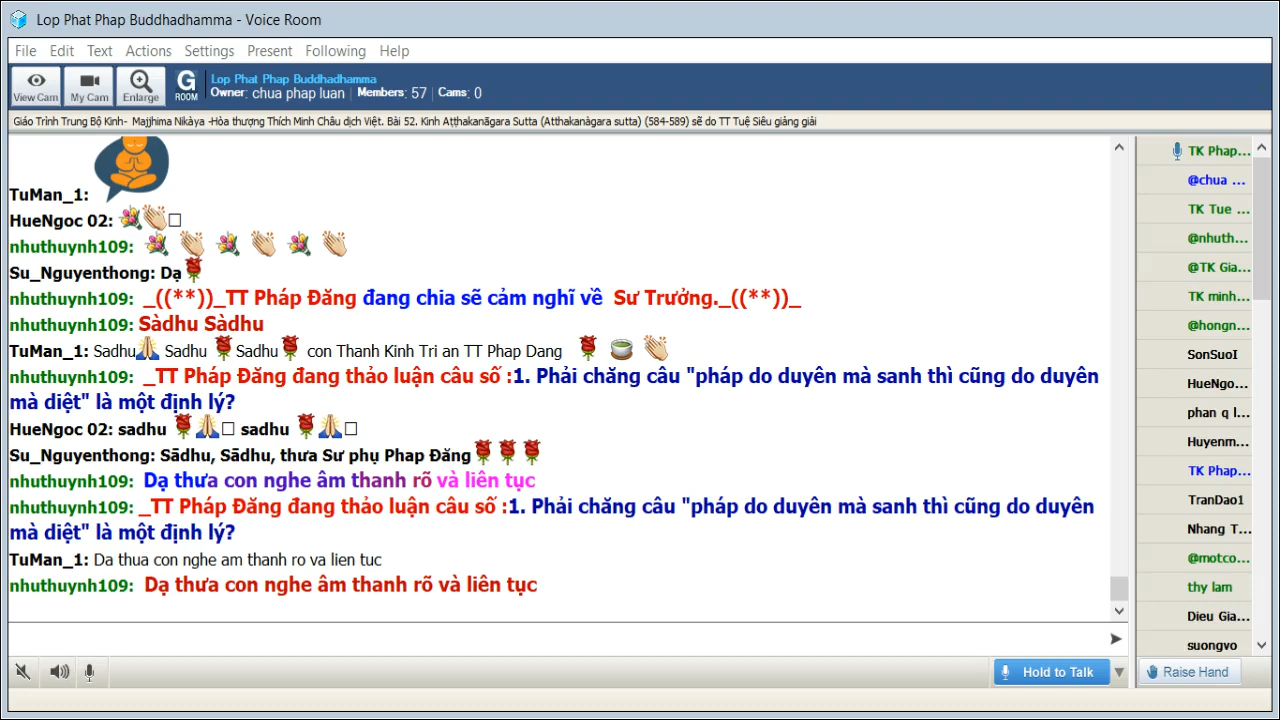 Lop Phat Phap Buddhadhamma - Voice Room
File Edit Text Actions Settings Present Following Help
View Cam My Cam Enlarge G ROOM
Lop Phat Phap Buddhadhamma
Owner: chua phap luan | Members: 57 | Cams: 0
Giáo Trình Trung Bộ Kinh- Majjhima Nikàya -Hòa thượng Thích Minh Châu dịch Việt. Bài 52. Kinh Aṭṭhakanāgara Sutta (Atthakanàgara sutta) (584-589) sẽ do TT Tuệ Siêu giảng giải
TuMan_1:
HueNgoc 02:
nhuthuynh109:
Su_Nguyenthong: Dạ
nhuthuynh109: _((**))_TT Pháp Đăng đang chia sẽ cảm nghĩ về Sư Trưởng._((**))_
nhuthuynh109: Sàdhu Sàdhu
TuMan_1: Sadhu Sadhu Sadhu con Thanh Kinh Tri an TT Phap Dang
nhuthuynh109: _TT Pháp Đăng đang thảo luận câu số :1. Phải chăng câu "pháp do duyên mà sanh thì cũng do duyên
mà diệt" là một định lý?
HueNgoc 02: sadhu sadhu
Su_Nguyenthong: Sādhu, Sādhu, thưa Sư phụ Phap Đăng
nhuthuynh109: Dạ thưa con nghe âm thanh rõ và liên tục
nhuthuynh109: _TT Pháp Đăng đang thảo luận câu số :1. Phải chăng câu "pháp do duyên mà sanh thì cũng do duyên
mà diệt" là một định lý?
TuMan_1: Da thua con nghe am thanh ro va lien tuc
nhuthuynh109: Dạ thưa con nghe âm thanh rõ và liên tục
TK Phap...
@chua ...
TK Tue ...
@nhuth...
@TK Gia...
TK minh...
@hongn...
SonSuoI
HueNgo...
phan q l...
Huyenm...
TK Phap...
TranDao1
Nhang T...
@motco...
thy lam
Dieu Gia...
suongvo
Hold to Talk
Raise Hand